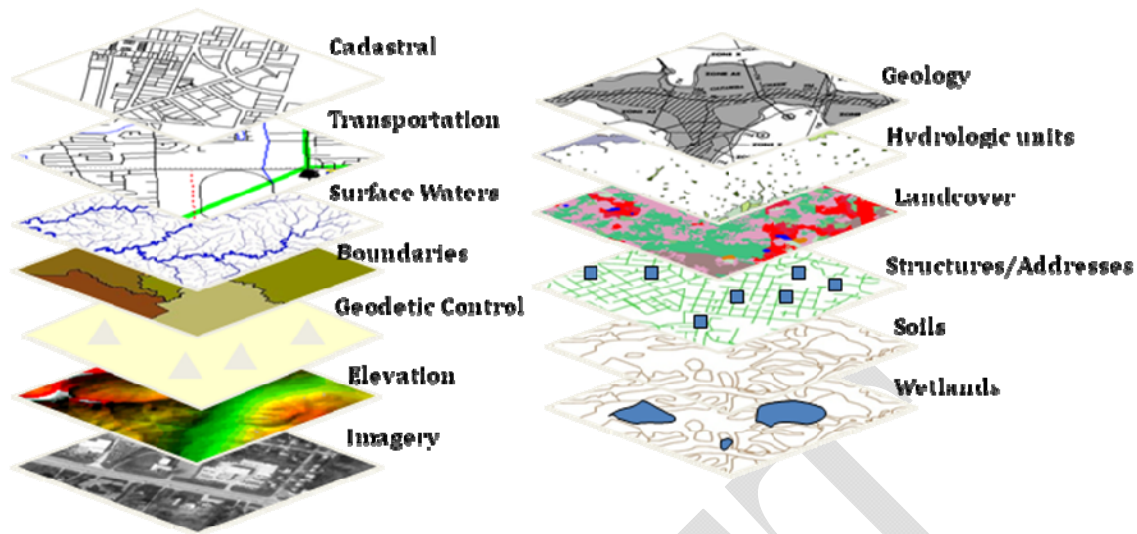 Cadastral
Transportation
Surface Waters
Boundaries
Geodetic Control
Elevation
Imagery
Geology
Hydrologic units
Landcover
Structures/Addresses
Soils
Wetlands